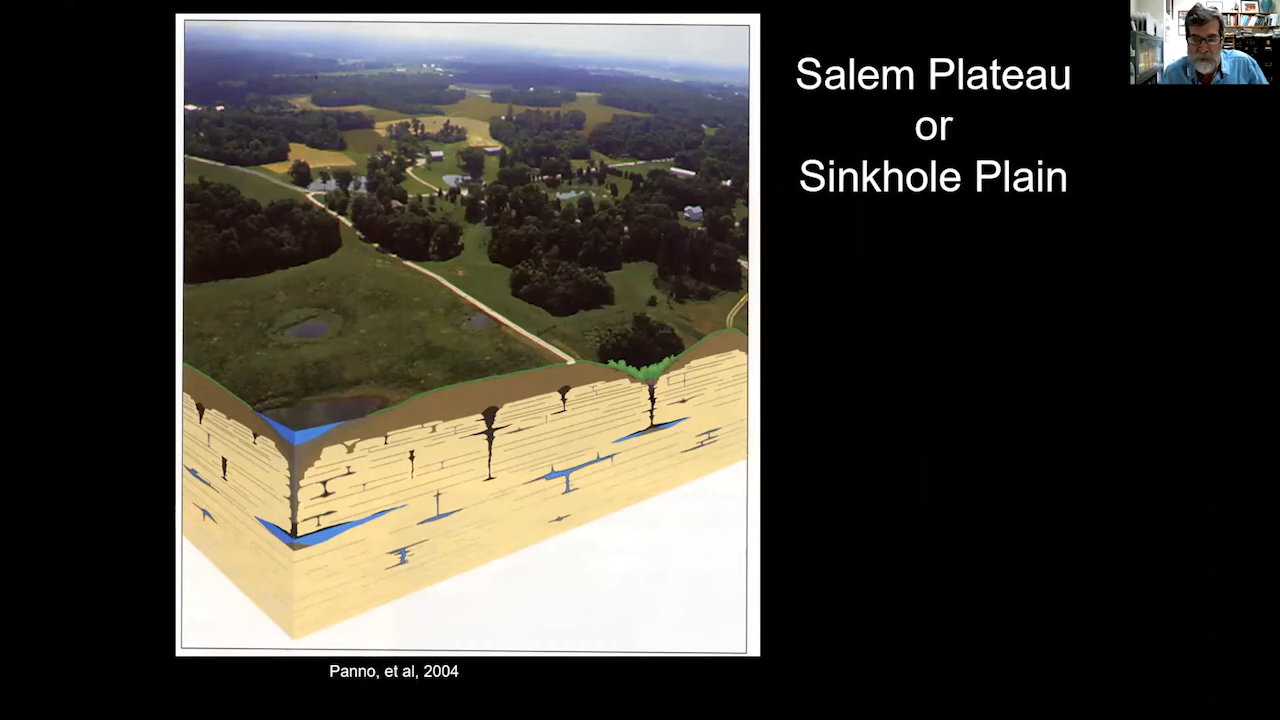 Salem Plateau
or
Sinkhole Plain
Panno, et al, 2004